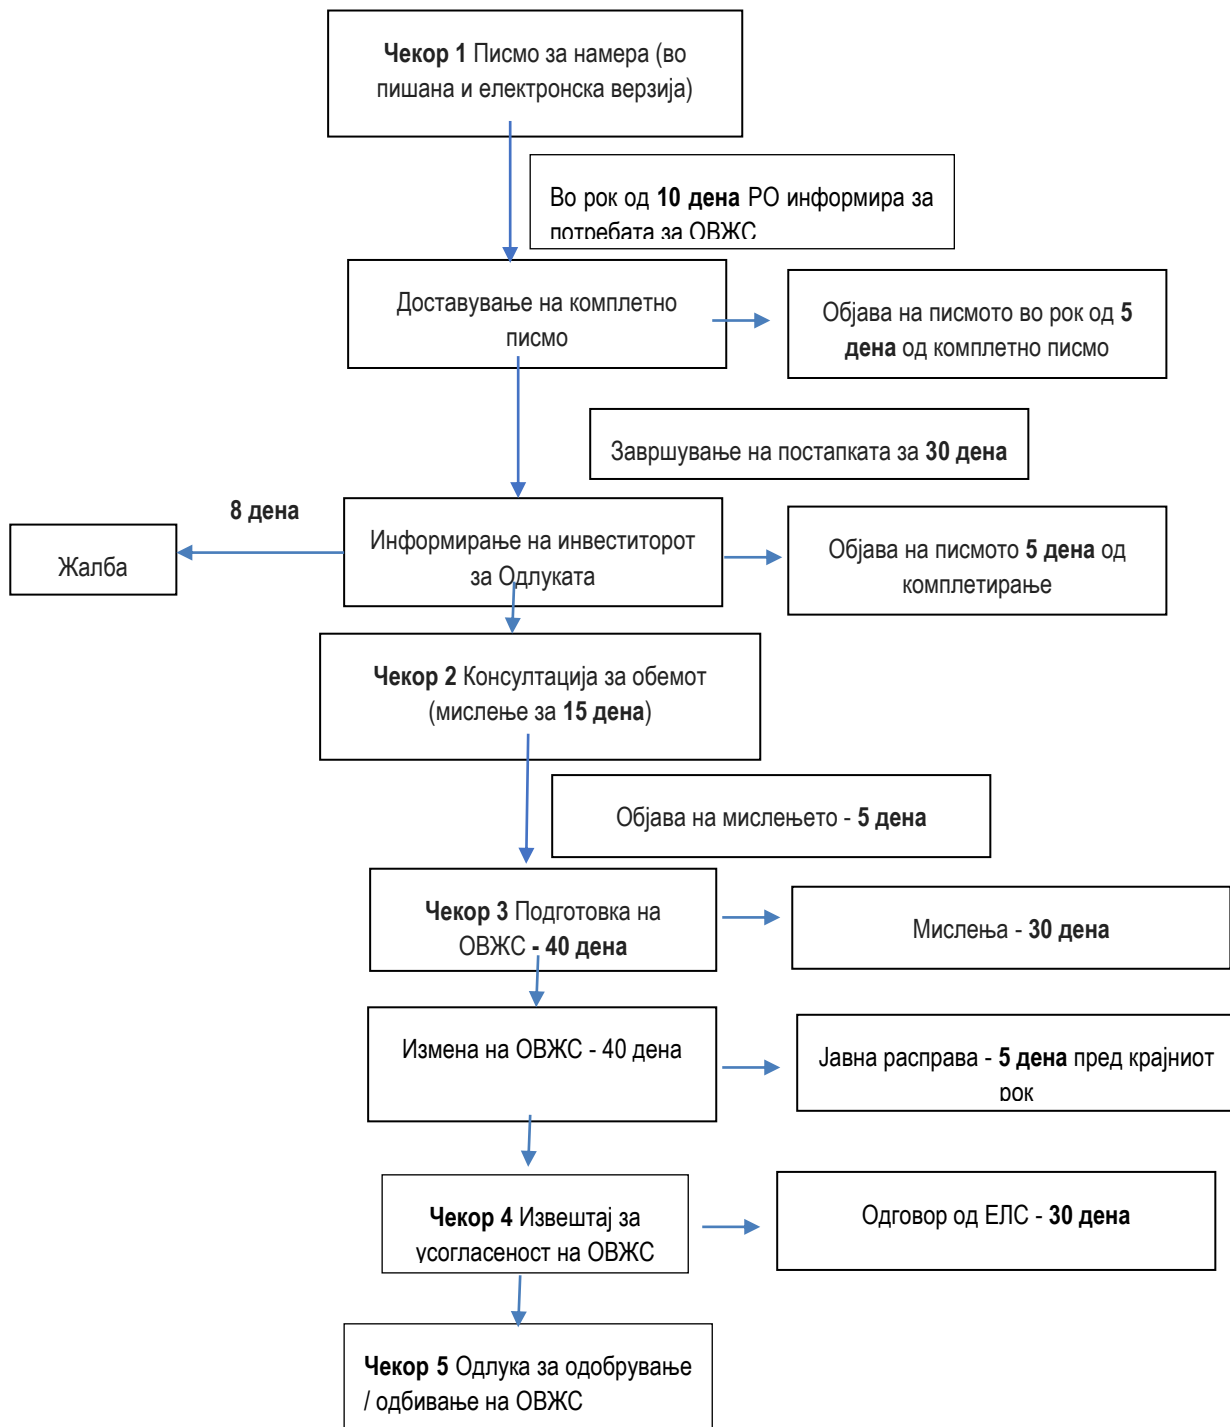 Чекор 1 Писмо за намера (во
пишана и електронска верзија)
Во рок од 10 дена РО информира за
потребата за ОВЖС
Доставување на комплетно
писмо
Објава на писмото во рок од 5
дена од комплетно писмо
Завршување на постапката за 30 дена
8 дена
Жалба
Информирање на инвеститорот
за Одлуката
Објава на писмото 5 дена од
комплетирање
Чекор 2 Консултација за обемот
(мислење за 15 дена)
Објава на мислењето - 5 дена
Чекор 3 Подготовка на
ОВЖС - 40 дена
Мислења - 30 дена
Измена на ОВЖС - 40 дена
Јавна расправа - 5 дена пред крајниот
рок
Чекор 4 Извештај за
усогласеност на ОВЖС
Одговор од ЕЛС - 30 дена
Чекор 5 Одлука за одобрување
/ одбивање на ОВЖС